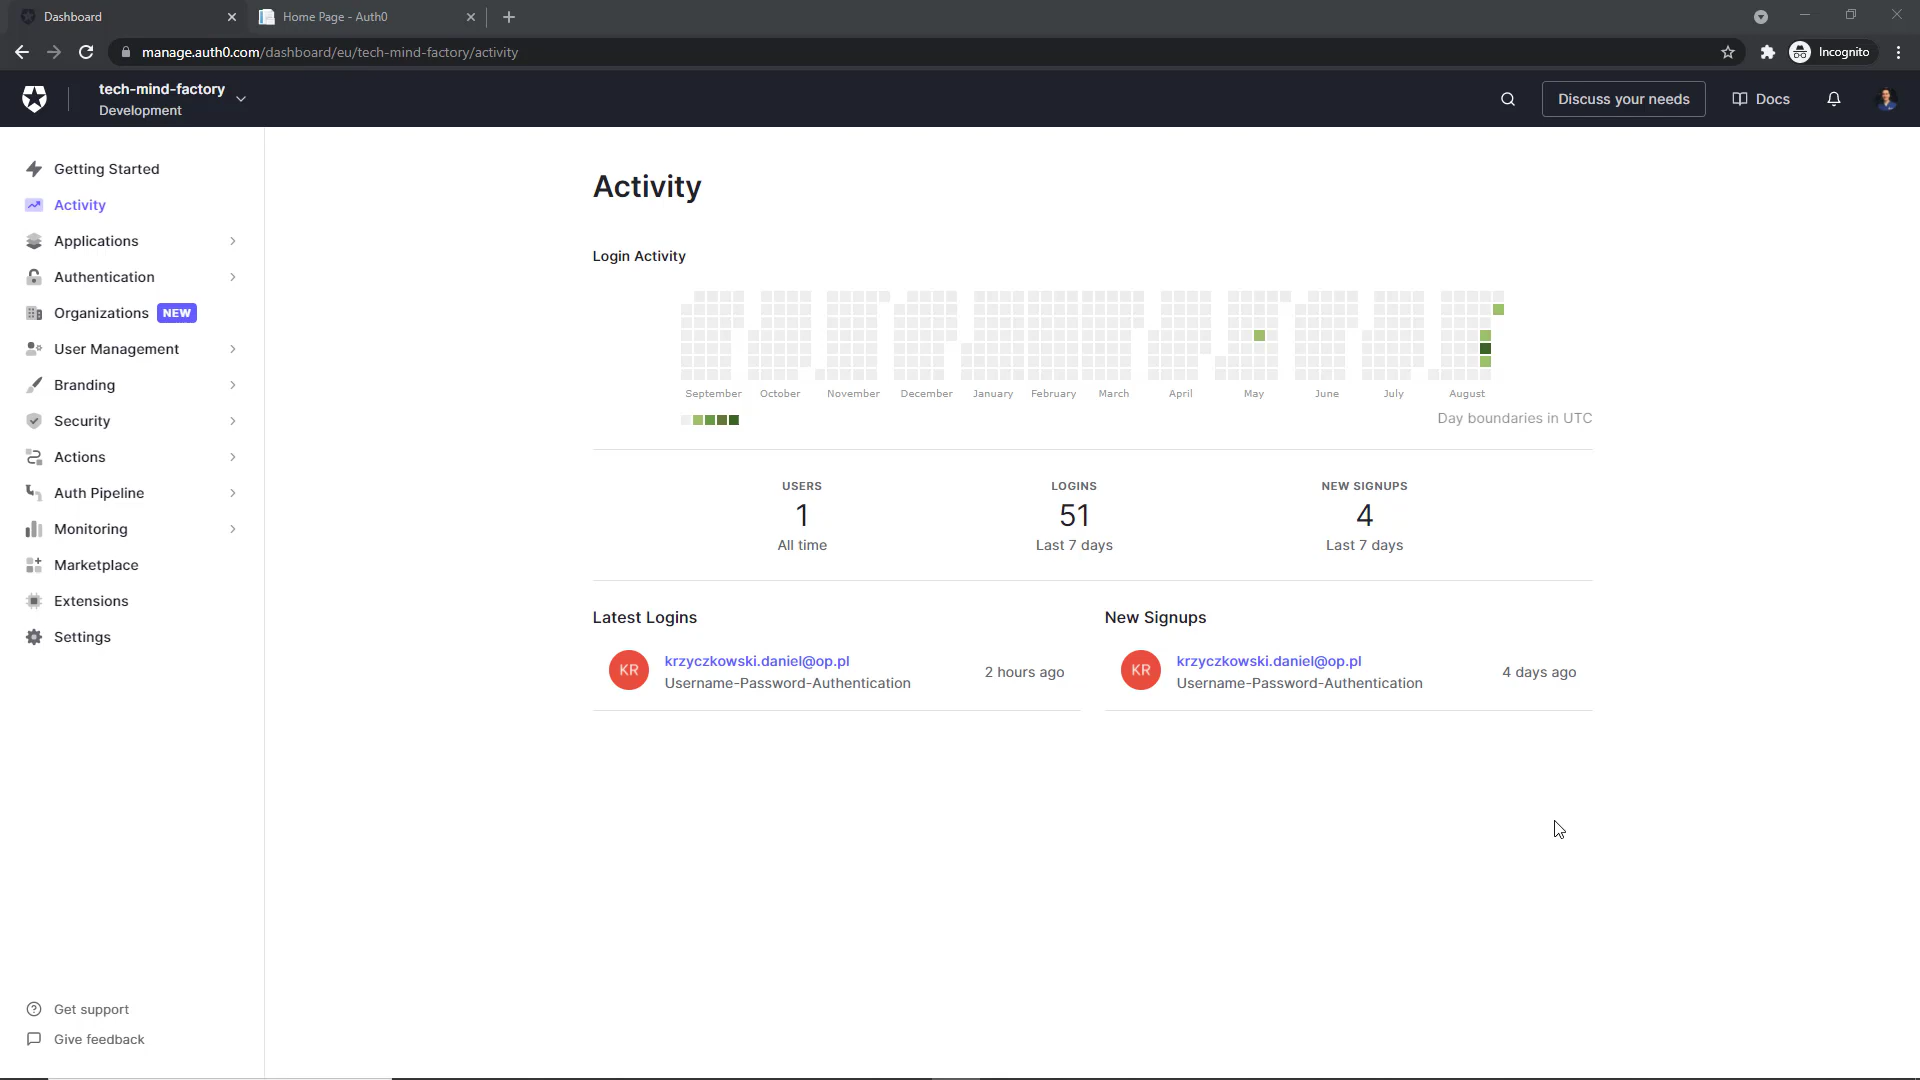 Dashboard
Home Page - Auth0
manage.auth0.com/dashboard/eu/tech-mind-factory/activity
Incognito
tech-mind-factory
Development
Discuss your needs
Docs
Getting Started
Activity
Applications
Authentication
Organizations NEW
User Management
Branding
Security
Actions
Auth Pipeline
Monitoring
Marketplace
Extensions
Settings
Get support
Give feedback
Activity
Login Activity
September October November December January February March April May June July August
Day boundaries in UTC
USERS
1
All time
LOGINS
51
Last 7 days
NEW SIGNUPS
4
Last 7 days
Latest Logins
KR
krzyczkowski.daniel@op.pl
Username-Password-Authentication
2 hours ago
New Signups
KR
krzyczkowski.daniel@op.pl
Username-Password-Authentication
4 days ago